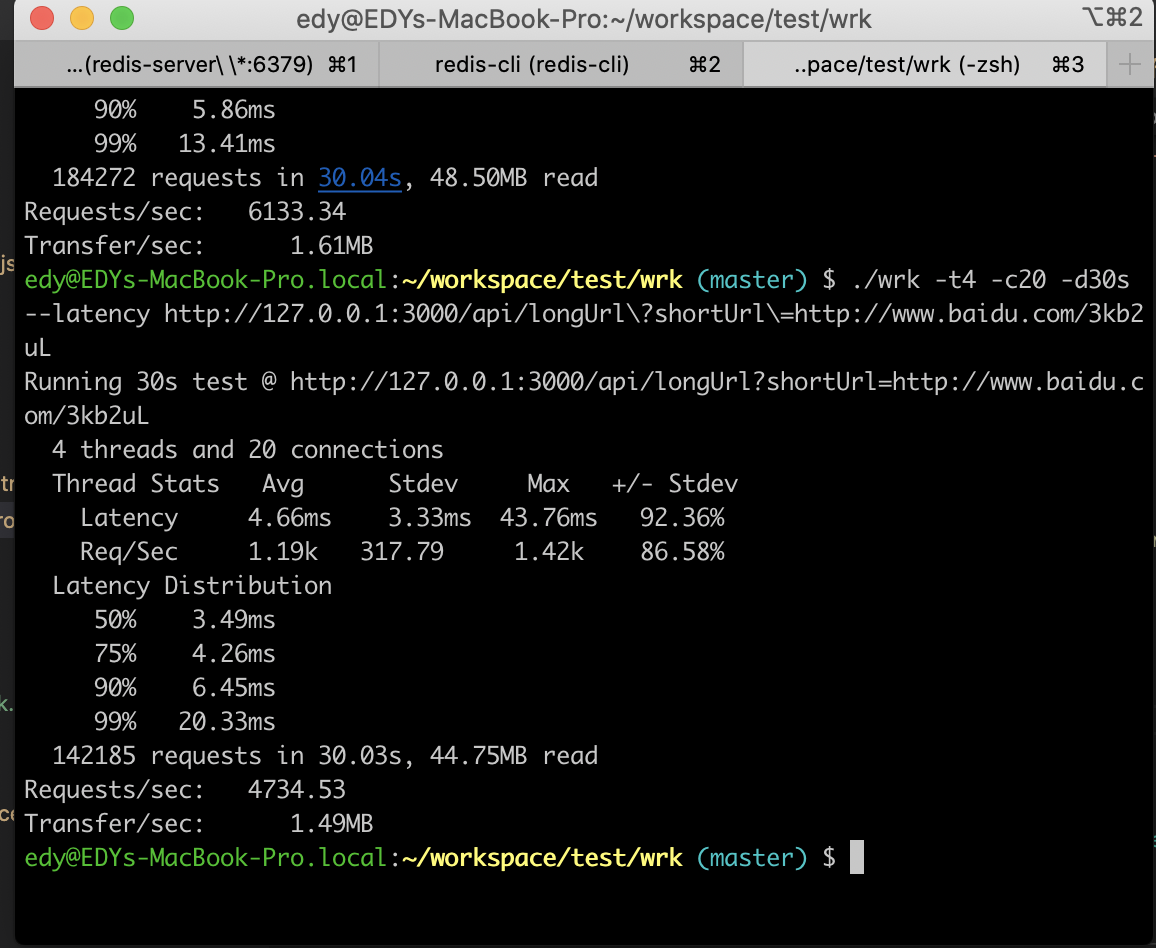 edy@EDYs-MacBook-Pro:~/workspace/test/wrk ⌥⌘2
...(redis-server\ \*:6379) ⌘1 redis-cli (redis-cli) ⌘2 ..pace/test/wrk (-zsh) ⌘3 +
90% 5.86ms
99% 13.41ms
184272 requests in 30.04s, 48.50MB read
Requests/sec: 6133.34
Transfer/sec: 1.61MB
edy@EDYs-MacBook-Pro.local:~/workspace/test/wrk (master) $ ./wrk -t4 -c20 -d30s
--latency http://127.0.0.1:3000/api/longUrl\?shortUrl\=http://www.baidu.com/3kb2
uL
Running 30s test @ http://127.0.0.1:3000/api/longUrl?shortUrl=http://www.baidu.c
om/3kb2uL
4 threads and 20 connections
Thread Stats Avg Stdev Max +/- Stdev
Latency 4.66ms 3.33ms 43.76ms 92.36%
Req/Sec 1.19k 317.79 1.42k 86.58%
Latency Distribution
50% 3.49ms
75% 4.26ms
90% 6.45ms
99% 20.33ms
142185 requests in 30.03s, 44.75MB read
Requests/sec: 4734.53
Transfer/sec: 1.49MB
edy@EDYs-MacBook-Pro.local:~/workspace/test/wrk (master) $